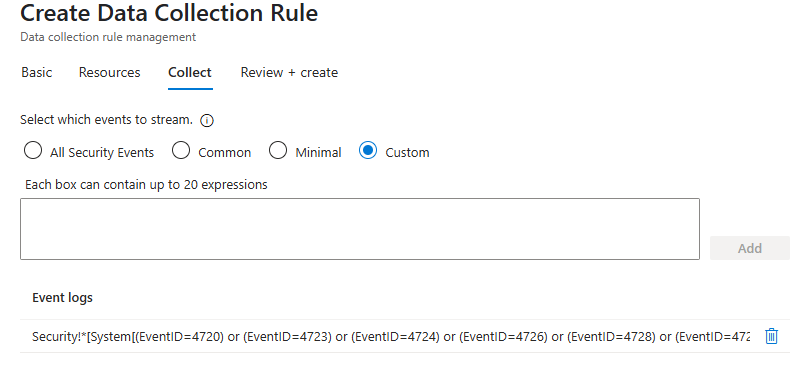 Create Data Collection Rule
Data collection rule management
Basic Resources Collect Review + create
Select which events to stream.
All Security Events Common Minimal Custom
Each box can contain up to 20 expressions
Add
Event logs
Security!*[System[(EventID=4720) or (EventID=4723) or (EventID=4724) or (EventID=4726) or (EventID=4728) or (EventID=472